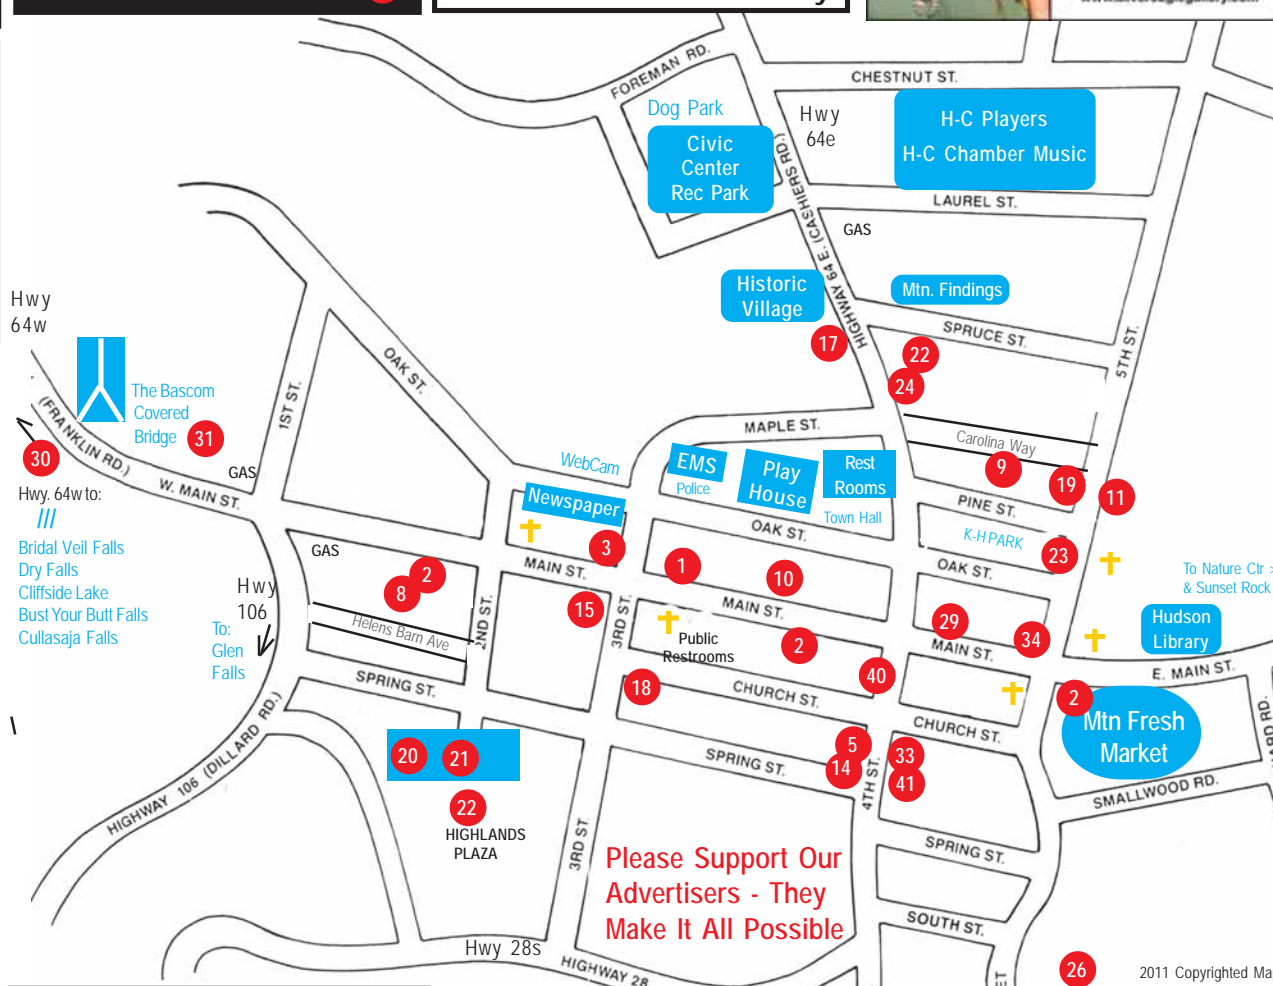 FOREMAN RD.
CHESTNUT ST.
Dog Park
Civic
Center
Rec Park
Hwy
64e
H-C Players
H-C Chamber Music
HIGHWAY 64 E. (CASHIERS RD.)
LAUREL ST.
GAS
Historic
Village
Mtn. Findings
SPRUCE ST.
5TH ST.
17
22
24
Hwy
64w
The Bascom
Covered
Bridge
31
30
(FRANKLIN RD.)
GAS
W. MAIN ST.
1ST ST.
OAK ST.
MAPLE ST.
Carolina Way
9
19
11
WebCam
EMS
Police
Play
House
Rest
Rooms
Town Hall
Newspaper
PINE ST.
K-H PARK
23
Hwy. 64w to:
Bridal Veil Falls
Dry Falls
Cliffside Lake
Bust Your Butt Falls
Cullasaja Falls
GAS
OAK ST.
OAK ST.
3
MAIN ST.
1
10
2
8
Hwy
106
To:
Glen
Falls
Helens Barn Ave
2ND ST.
15
3RD ST.
MAIN ST.
Public
Restrooms
2
29
34
MAIN ST.
To Nature Ctr
& Sunset Rock
Hudson
Library
E. MAIN ST.
SPRING ST.
18
CHURCH ST.
40
CHURCH ST.
2
Mtn Fresh
Market
SMALLWOOD RD.
20
21
22
HIGHLANDS
PLAZA
HIGHWAY 106 (DILLARD RD.)
SPRING ST.
5
14
4TH ST.
33
41
SPRING ST.
3RD ST.
Please Support Our
Advertisers - They
Make It All Possible
SOUTH ST.
Hwy 28s
HIGHWAY 28
26
2011 Copyrighted Ma